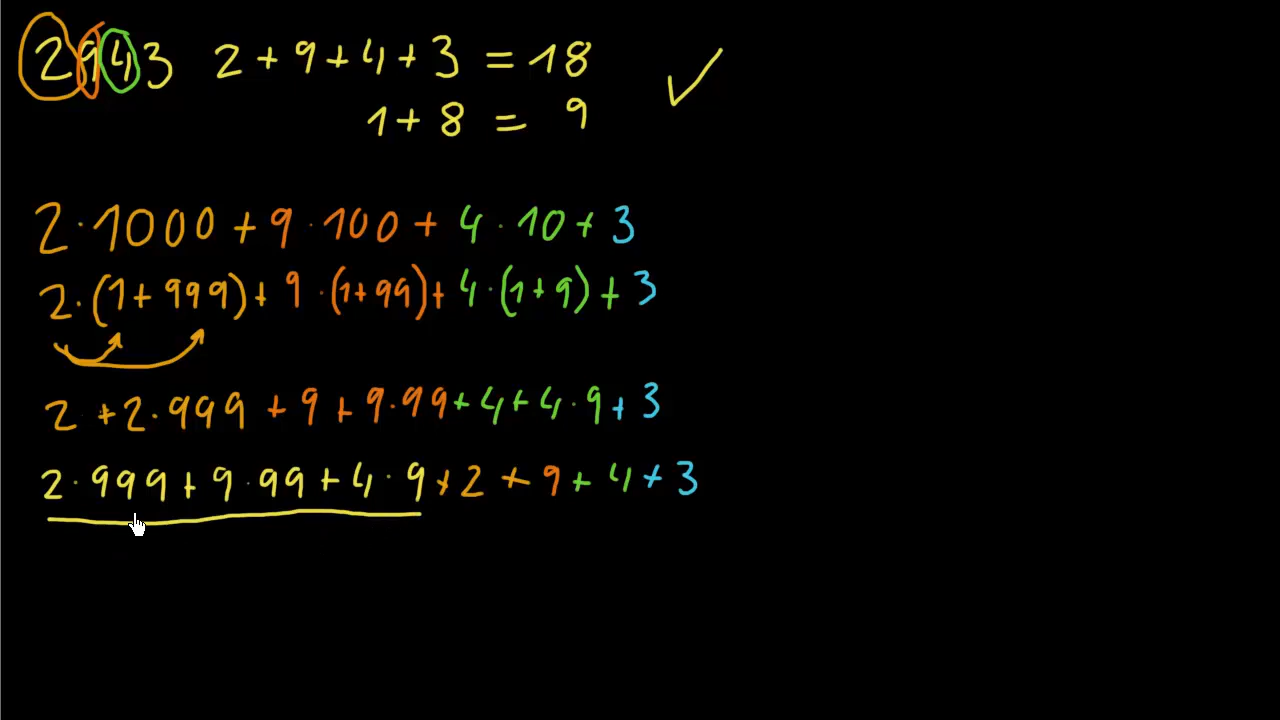 2943 2 + 9 + 4 + 3 = 18 ✓
1 + 8 = 9
2 · 1000 + 9 · 100 + 4 · 10 + 3
2 · (1 + 999) + 9 · (1 + 99) + 4 · (1 + 9) + 3
2 + 2 · 999 + 9 + 9 · 99 + 4 + 4 · 9 + 3
2 · 999 + 9 · 99 + 4 · 9 + 2 + 9 + 4 + 3